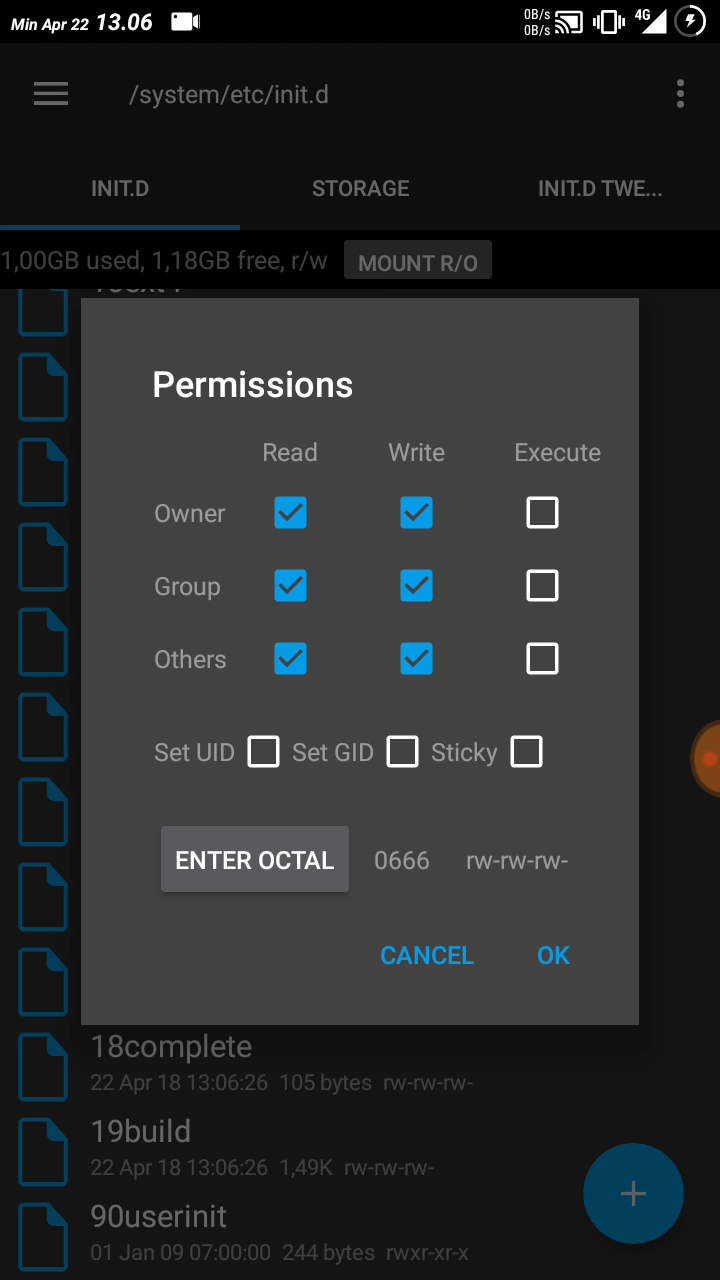 Min Apr 22 13.06
0B/s
0B/s
4G
/system/etc/init.d
INIT.D STORAGE INIT.D TWE...
1,00GB used, 1,18GB free, r/w MOUNT R/O
Permissions
Read Write Execute
Owner
Group
Others
Set UID Set GID Sticky
ENTER OCTAL 0666 rw-rw-rw-
CANCEL OK
18complete
22 Apr 18 13:06:26 105 bytes rw-rw-rw-
19build
22 Apr 18 13:06:26 1,49K rw-rw-rw-
90userinit
01 Jan 09 07:00:00 244 bytes rwxr-xr-x